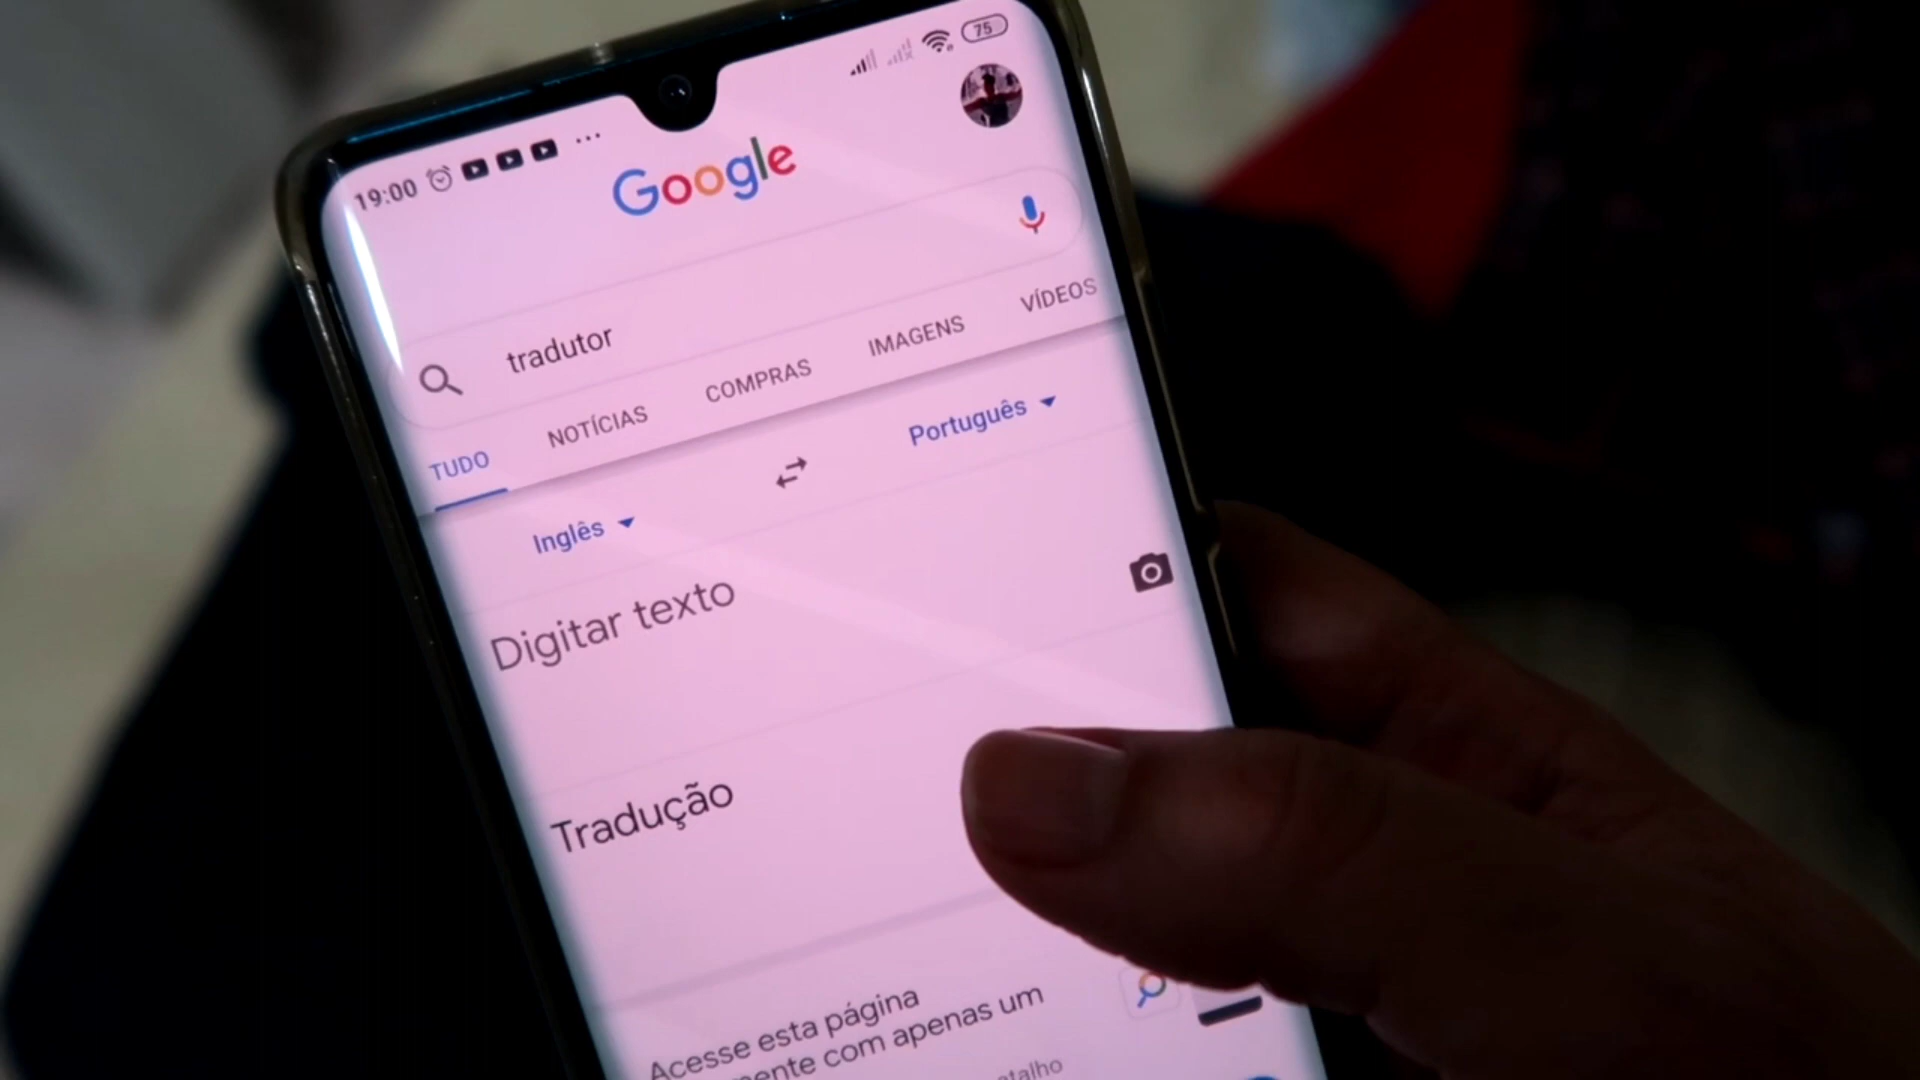 19:00
75
Google
tradutor
TUDO NOTÍCIAS COMPRAS IMAGENS VÍDEOS
Inglês Português
Digitar texto
Tradução
Acesse esta página
com apenas um